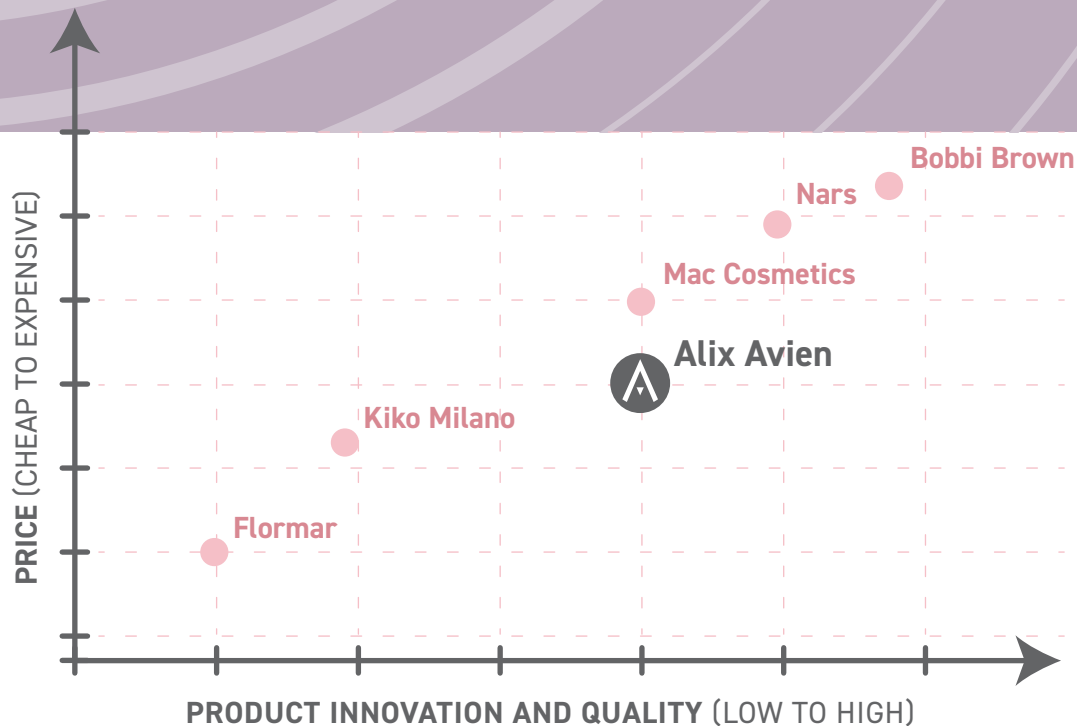 Bobbi Brown
Nars
Mac Cosmetics
Alix Avien
Kiko Milano
Flormar
PRICE (CHEAP TO EXPENSIVE)
PRODUCT INNOVATION AND QUALITY (LOW TO HIGH)